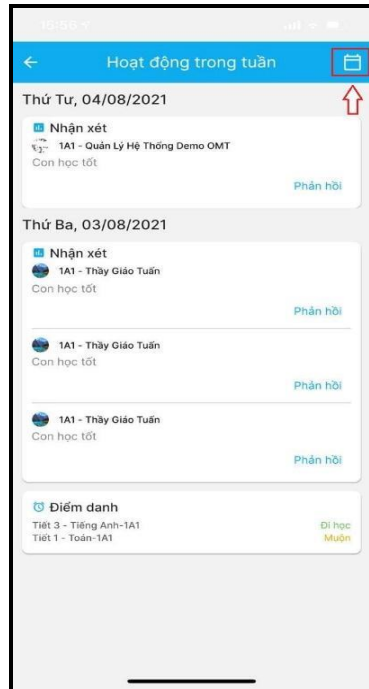 15:56
Hoạt động trong tuần
Thứ Tư, 04/08/2021
Nhận xét
1A1 - Quản Lý Hệ Thống Demo OMT
Con học tốt
Phản hồi
Thứ Ba, 03/08/2021
Nhận xét
1A1 - Thầy Giáo Tuấn
Con học tốt
Phản hồi
1A1 - Thầy Giáo Tuấn
Con học tốt
Phản hồi
1A1 - Thầy Giáo Tuấn
Con học tốt
Phản hồi
Điểm danh
Tiết 3 - Tiếng Anh-1A1 Đi học
Tiết 1 - Toán-1A1 Muộn